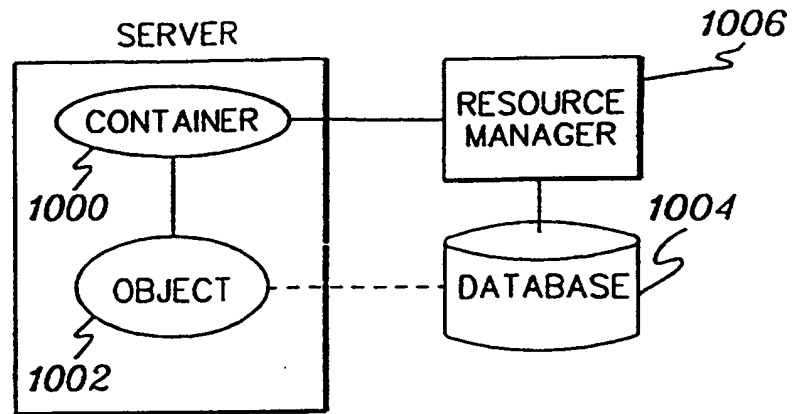 SERVER
1006
CONTAINER
RESOURCE
MANAGER
1000
1004
OBJECT
DATABASE
1002